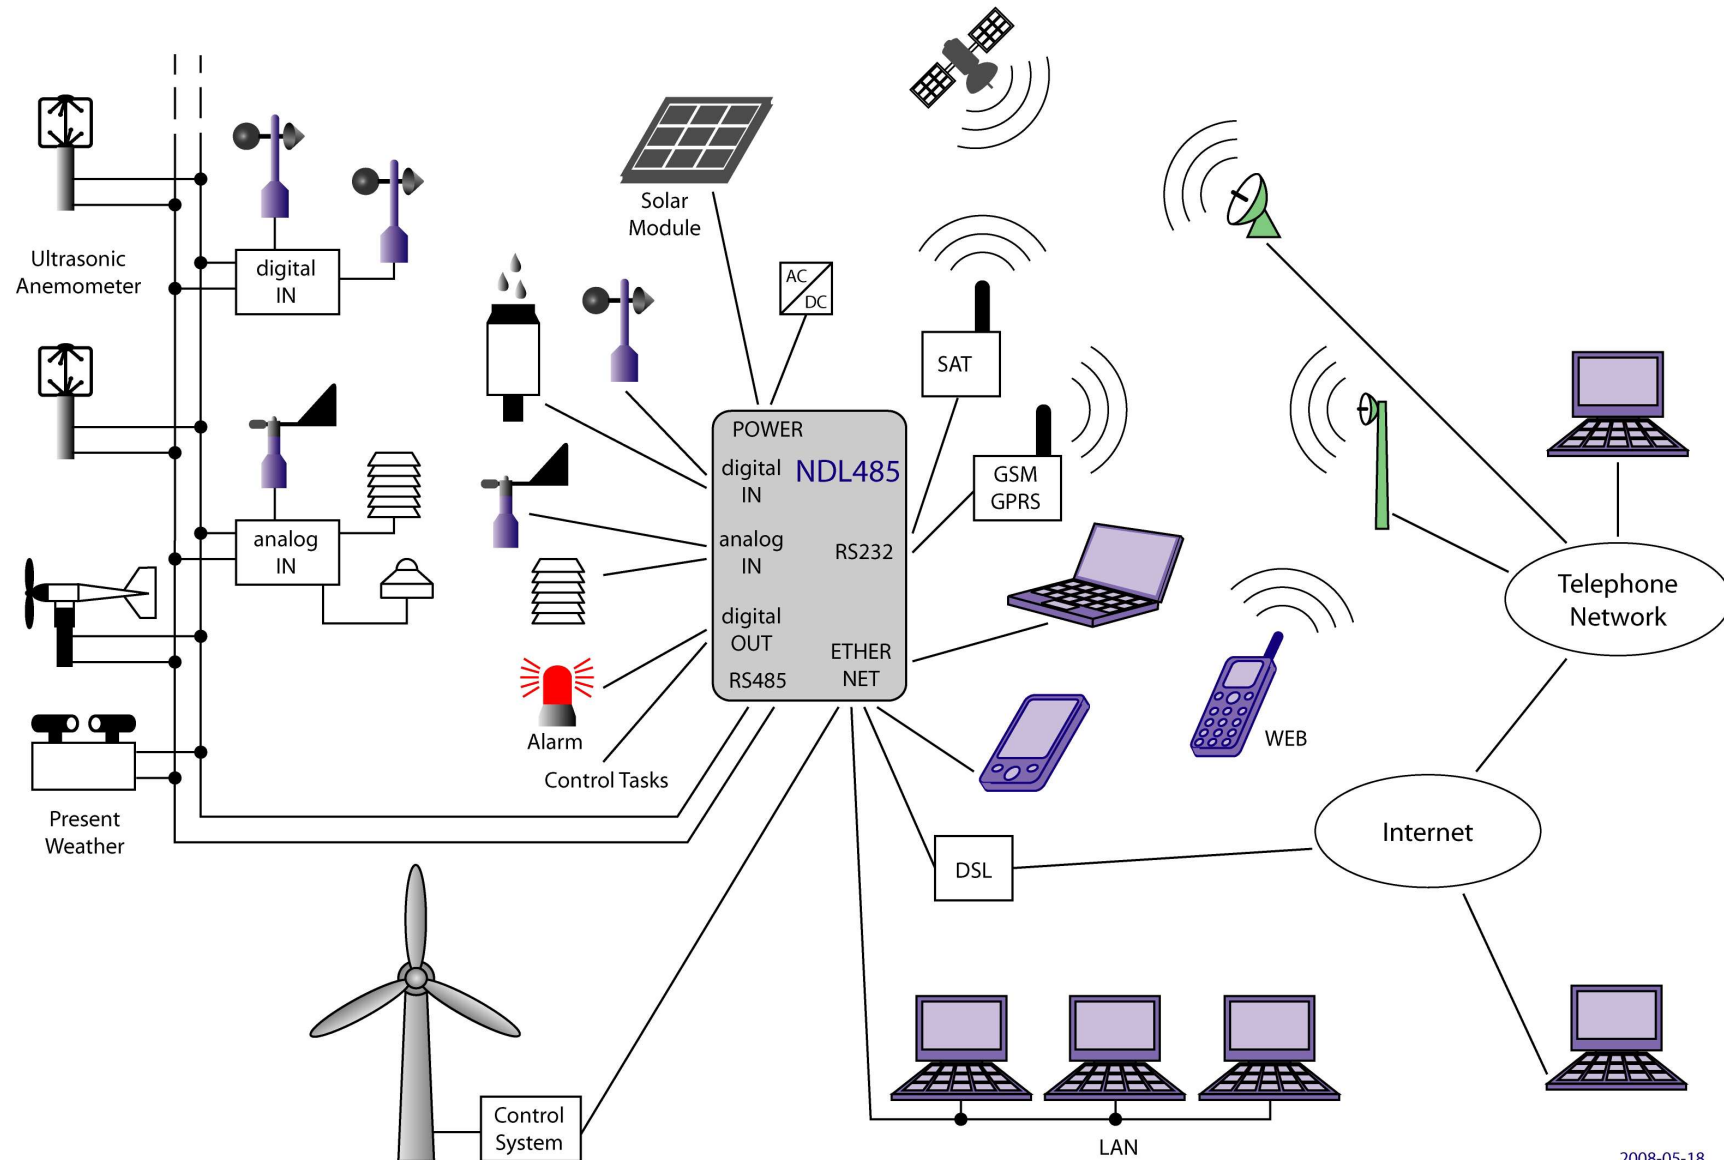 Ultrasonic
Anemometer
digital
IN
analog
IN
Present
Weather
Solar
Module
AC
DC
POWER
digital
IN
NDL485
analog
IN
RS232
digital
OUT
ETHER
NET
RS485
Alarm
Control Tasks
SAT
GSM
GPRS
WEB
Telephone
Network
Internet
DSL
Control
System
LAN
2008-05-18